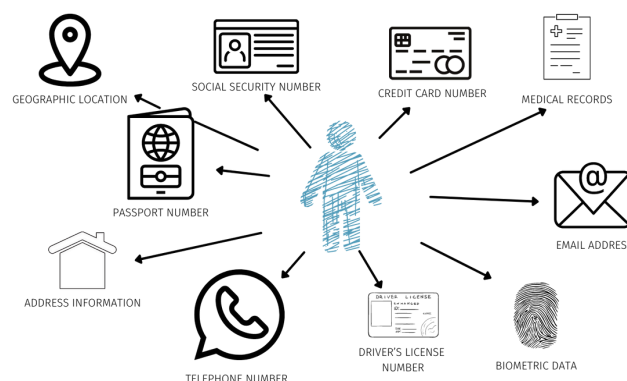 GEOGRAPHIC LOCATION
SOCIAL SECURITY NUMBER
CREDIT CARD NUMBER
MEDICAL RECORDS
PASSPORT NUMBER
@
EMAIL ADDRES
ADDRESS INFORMATION
DRIVER LICENSE
TELEPHONE NUMBER
DRIVER'S LICENSE
NUMBER
BIOMETRIC DATA